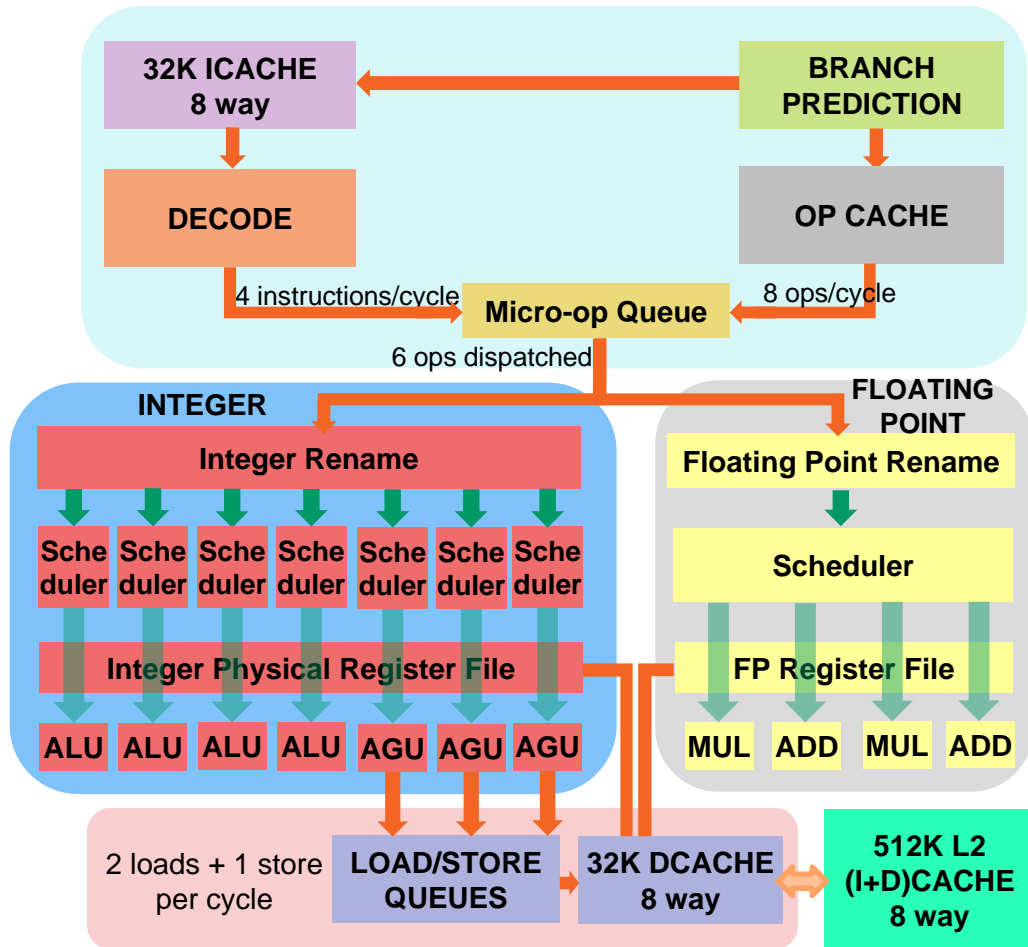 32K ICACHE
8 way
BRANCH
PREDICTION
DECODE
OP CACHE
4 instructions/cycle
8 ops/cycle
Micro-op Queue
6 ops dispatched
INTEGER
FLOATING
POINT
Integer Rename
Floating Point Rename
Sche
duler
Sche
duler
Sche
duler
Sche
duler
Sche
duler
Sche
duler
Sche
duler
Scheduler
Integer Physical Register File
FP Register File
ALU
ALU
ALU
ALU
AGU
AGU
AGU
MUL
ADD
MUL
ADD
2 loads + 1 store
per cycle
LOAD/STORE
QUEUES
32K DCACHE
8 way
512K L2
(I+D)CACHE
8 way